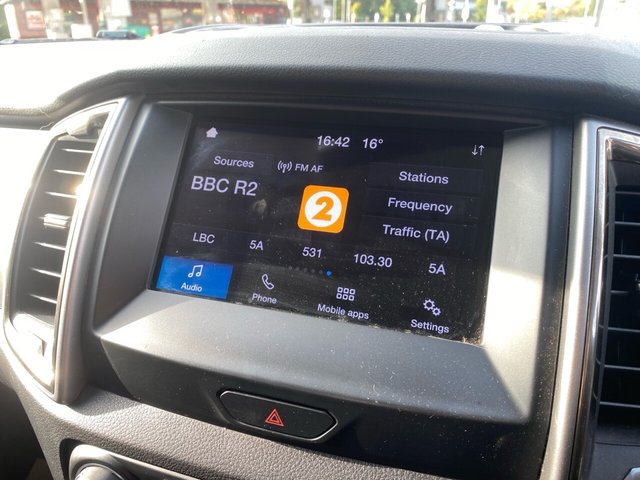 16:42 16°
Sources FM AF
BBC R2
2
Stations
Frequency
Traffic (TA)
LBC 5A 531 103.30 5A
Audio
Phone
Mobile apps
Settings